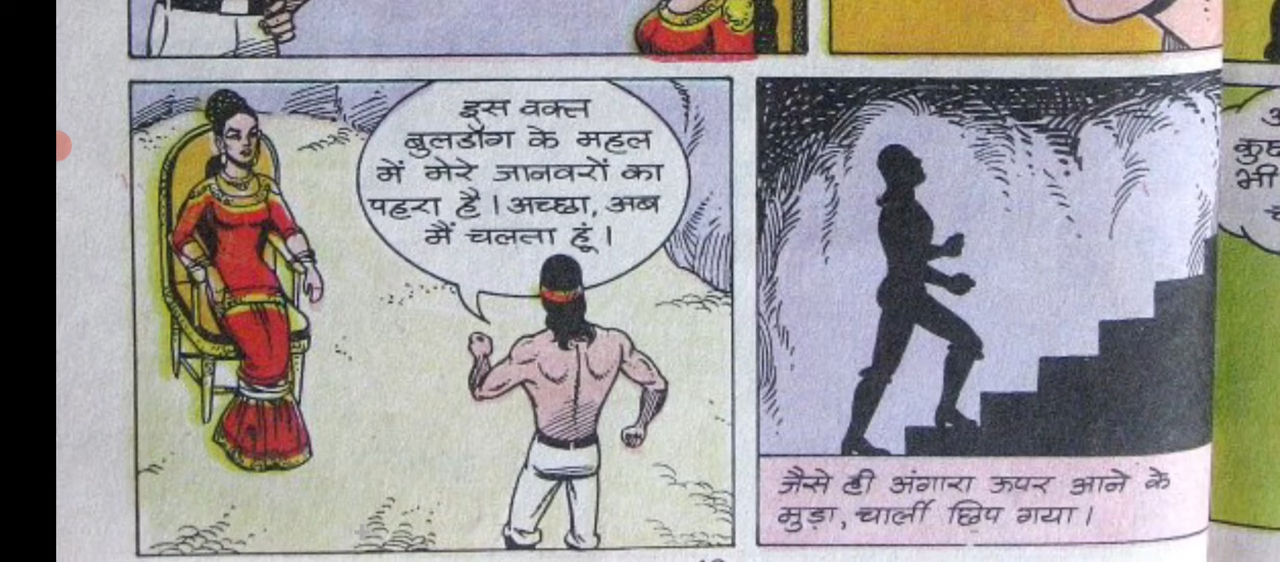 इस वक्त
बुलडॉग के महल
में मेरे जानवरों का
पहरा है। अच्छा, अब
मैं चलता हूं।
जैसे ही अंगारा ऊपर आने के
मुड़ा, चार्ली छिप गया।
भी